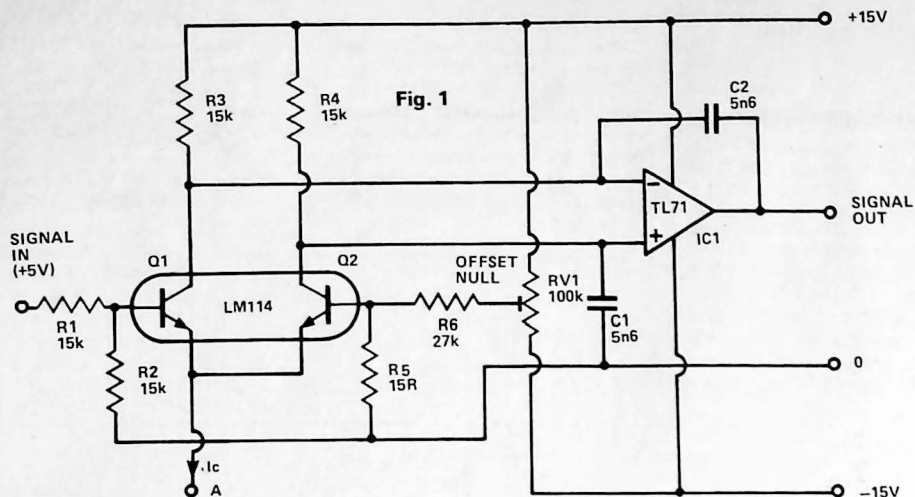 +15V
R3
15k
R4
15k
Fig. 1
C2
5n6
TL71
IC1
SIGNAL
OUT
SIGNAL
IN
(+5V)
Q1
Q2
LM114
OFFSET
NULL
RV1
100k
R1
15k
R6
27k
C1
5n6
R2
15k
R5
15R
0
Ic
A
−15V